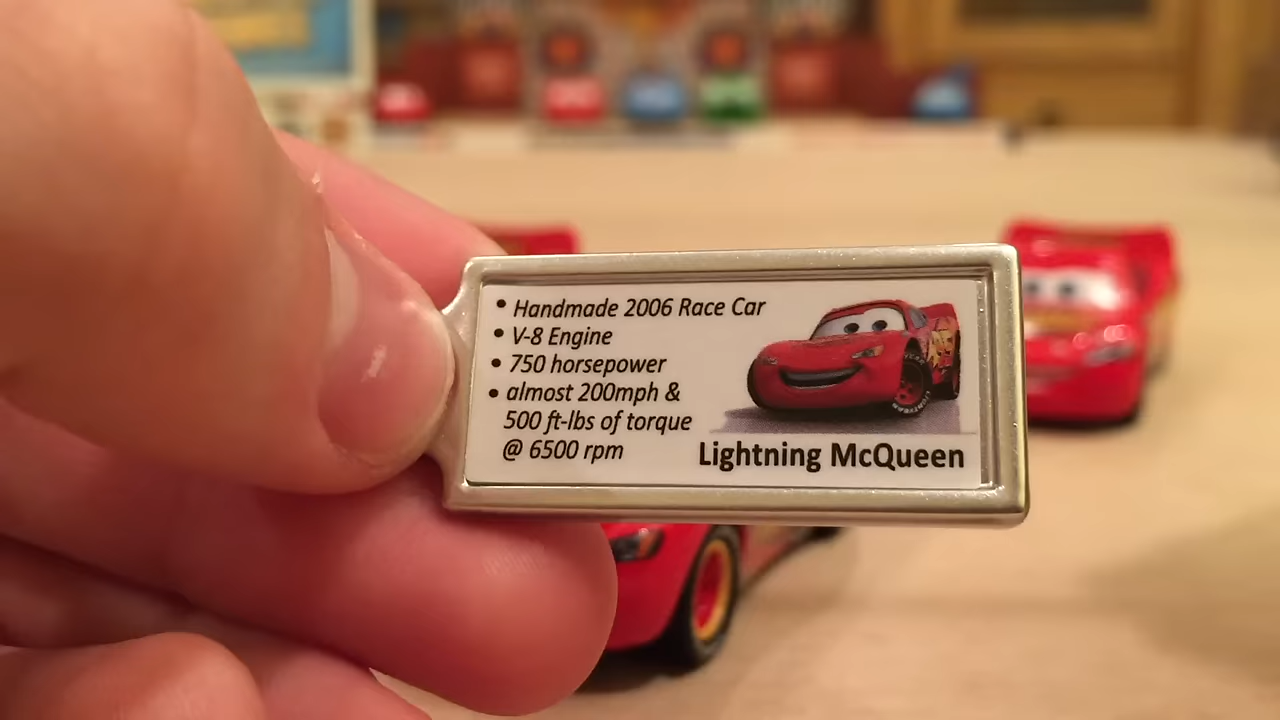 • Handmade 2006 Race Car
• V-8 Engine
• 750 horsepower
• almost 200mph &
500 ft-lbs of torque
@ 6500 rpm
Lightning McQueen